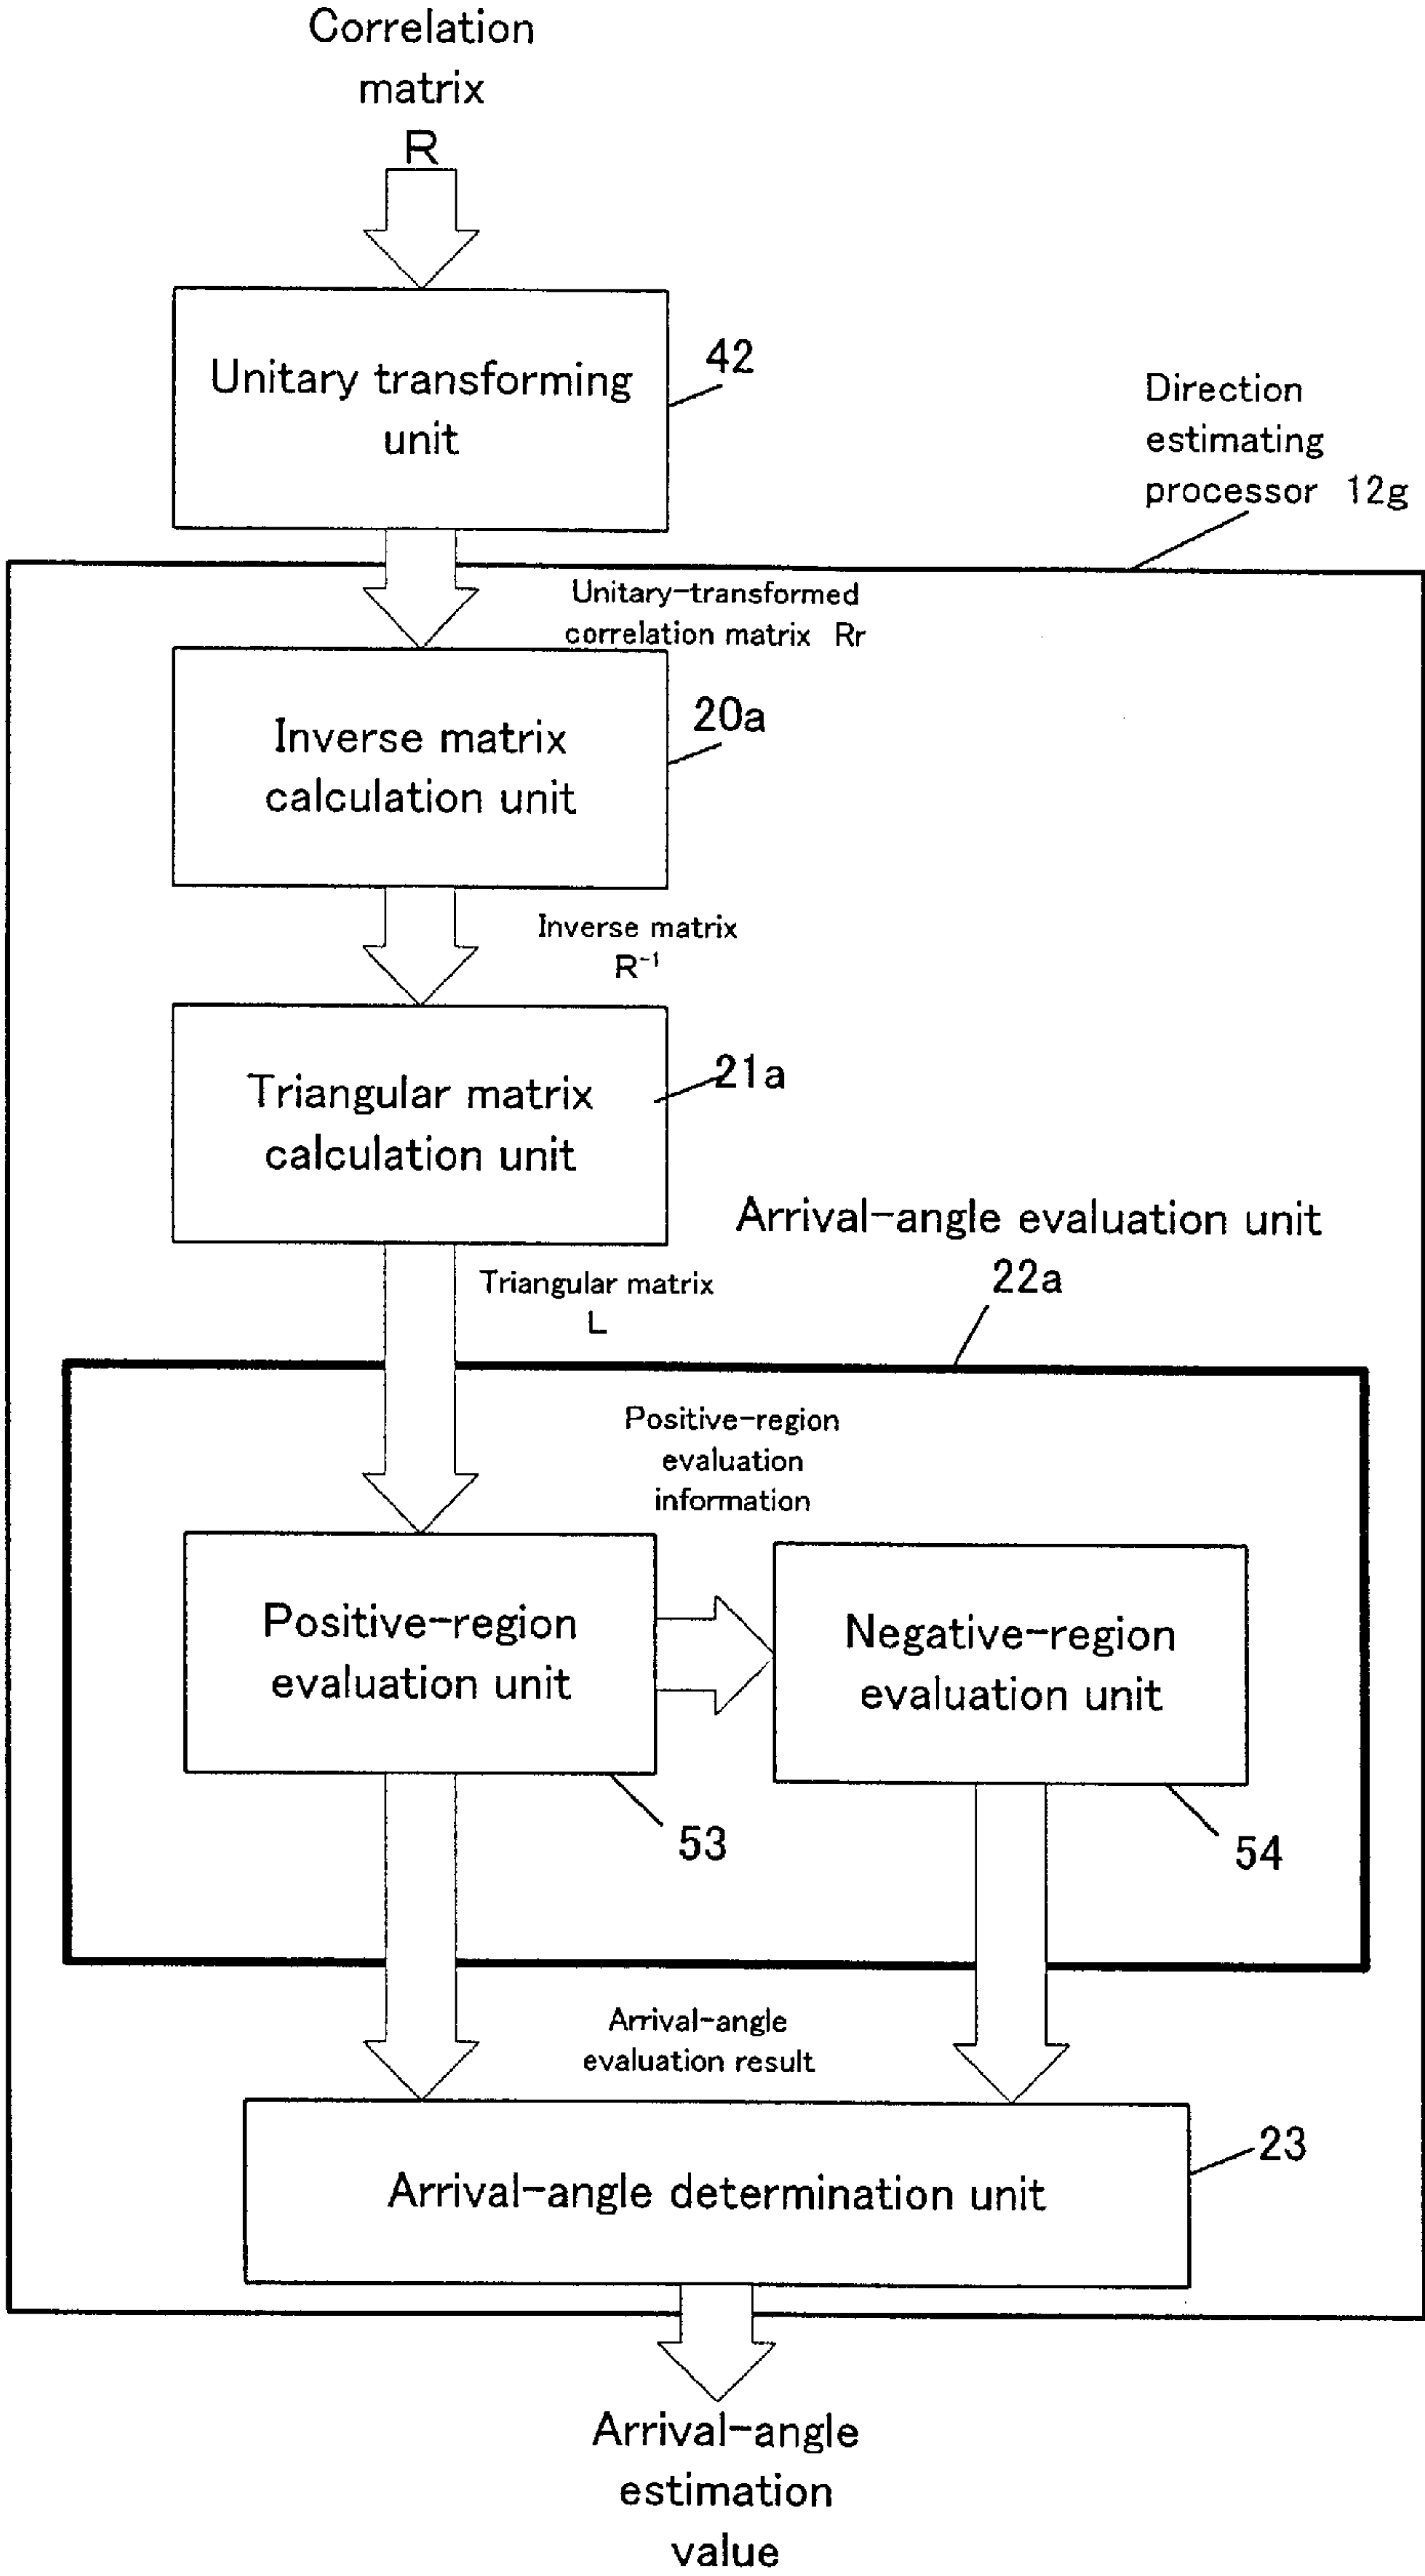 Correlation
matrix
R
Unitary transforming
unit
42
Direction
estimating
processor 12g
Unitary-transformed
correlation matrix Rr
Inverse matrix
calculation unit
20a
Inverse matrix
R⁻¹
Triangular matrix
calculation unit
21a
Arrival-angle evaluation unit
22a
Triangular matrix
L
Positive-region
evaluation
information
Positive-region
evaluation unit
Negative-region
evaluation unit
53
54
Arrival-angle
evaluation result
Arrival-angle determination unit
23
Arrival-angle
estimation
value